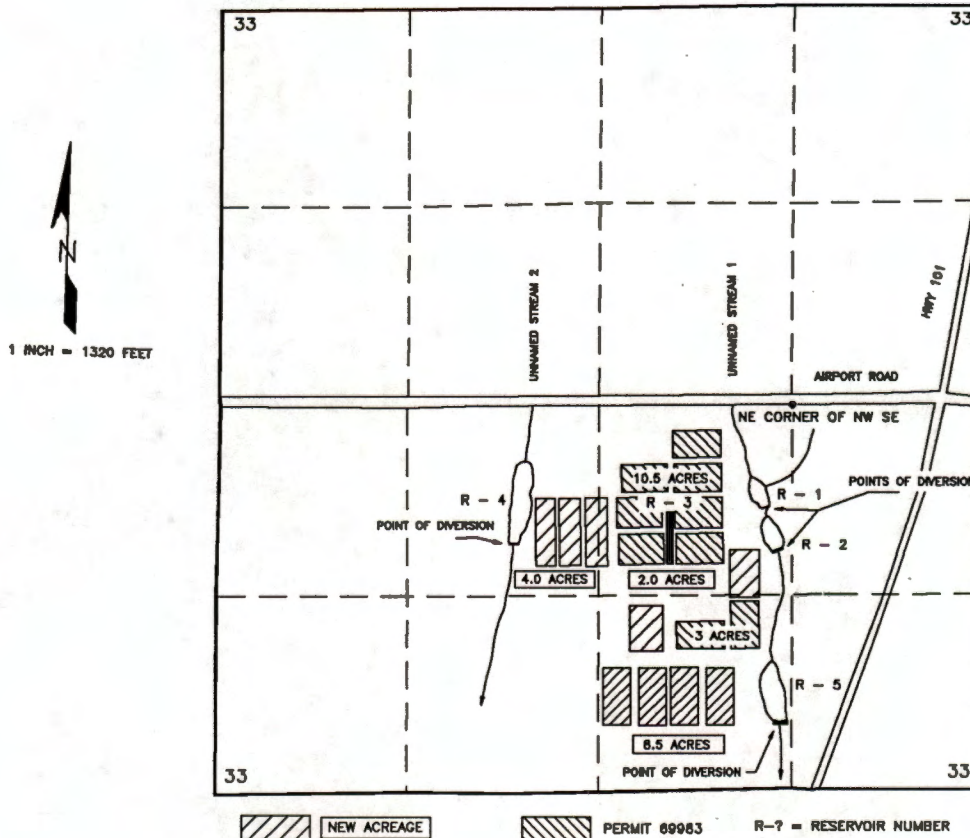 33
33
N
1 INCH = 1320 FEET
UNNAMED STREAM 2
UNNAMED STREAM 1
HWY 101
AIRPORT ROAD
NE CORNER OF NW SE
10.5 ACRES
R - 4
R - 3
R - 1
POINTS OF DIVERSION
POINT OF DIVERSION
R - 2
4.0 ACRES
2.0 ACRES
3 ACRES
R - 5
8.5 ACRES
POINT OF DIVERSION
33
33
NEW ACREAGE
PERMIT 69963
R-? = RESERVOIR NUMBER